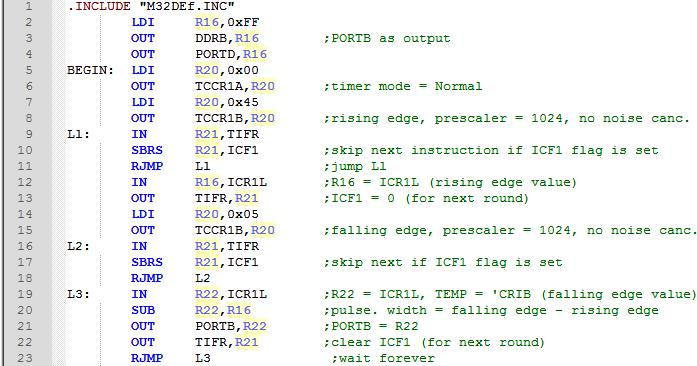 1 .INCLUDE "M32DEf.INC"
2 LDI R16,0xFF
3 OUT DDRB,R16 ;PORTB as output
4 OUT PORTD,R16
5 BEGIN: LDI R20,0x00
6 OUT TCCR1A,R20 ;timer mode = Normal
7 LDI R20,0x45
8 OUT TCCR1B,R20 ;rising edge, prescaler = 1024, no noise canc.
9 L1: IN R21,TIFR
10 SBRS R21,ICF1 ;skip next instruction if ICF1 flag is set
11 RJMP L1 ;jump L1
12 IN R16,ICR1L ;R16 = ICR1L (rising edge value)
13 OUT TIFR,R21 ;ICF1 = 0 (for next round)
14 LDI R20,0x05
15 OUT TCCR1B,R20 ;falling edge, prescaler = 1024, no noise canc.
16 L2: IN R21,TIFR
17 SBRS R21,ICF1 ;skip next if ICF1 flag is set
18 RJMP L2
19 L3: IN R22,ICR1L ;R22 = ICR1L, TEMP = 'CRIB (falling edge value)
20 SUB R22,R16 ;pulse. width = falling edge - rising edge
21 OUT PORTB,R22 ;PORTB = R22
22 OUT TIFR,R21 ;clear ICF1 (for next round)
23 RJMP L3 ;wait forever